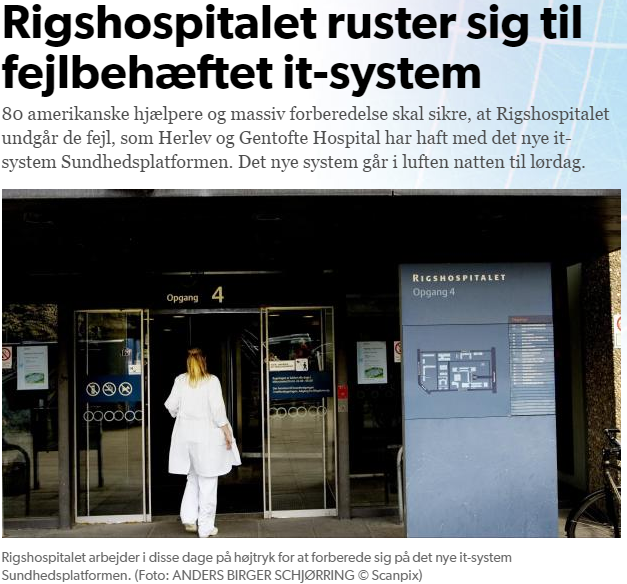 Rigshospitalet ruster sig til
fejlbehæftet it-system
80 amerikanske hjælpere og massiv forberedelse skal sikre, at Rigshospitalet
undgår de fejl, som Herlev og Gentofte Hospital har haft med det nye it-
system Sundhedsplatformen. Det nye system går i luften natten til lørdag.
Opgang 4
RIGSHOSPITALET
Opgang 4
Rigshospitalet arbejder i disse dage på højtryk for at forberede sig på det nye it-system
Sundhedsplatformen. (Foto: ANDERS BIRGER SCHJØRRING © Scanpix)